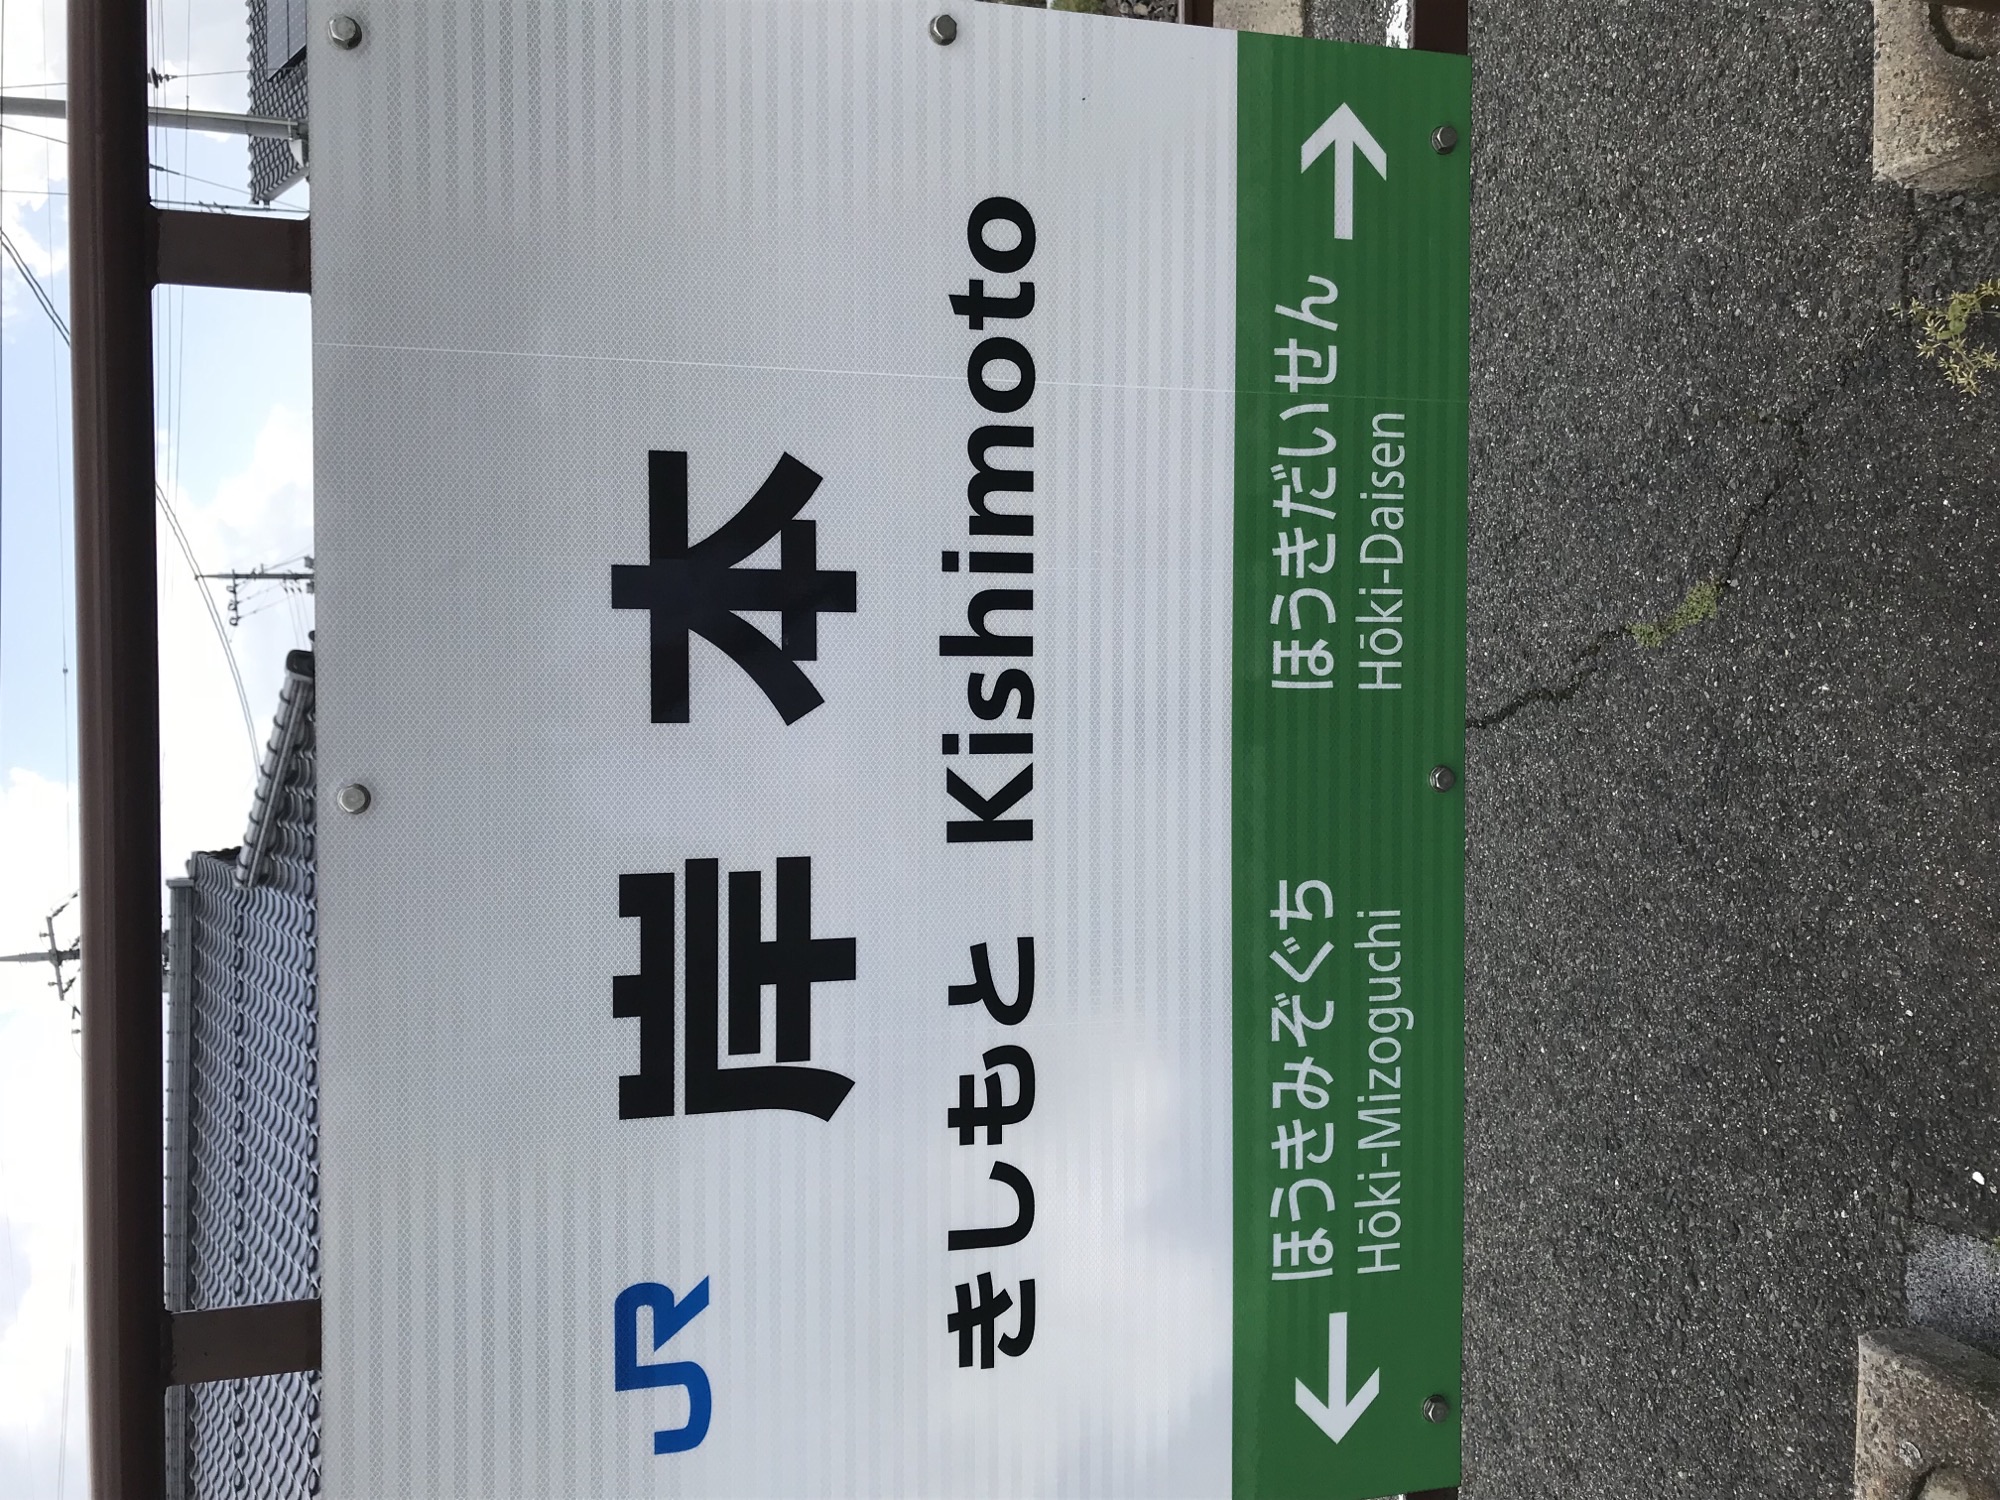 JR 岸本
きしもと Kishimoto
← ほうきみぞぐち ほうきだいせん →
Hōki-Mizoguchi Hōki-Daisen